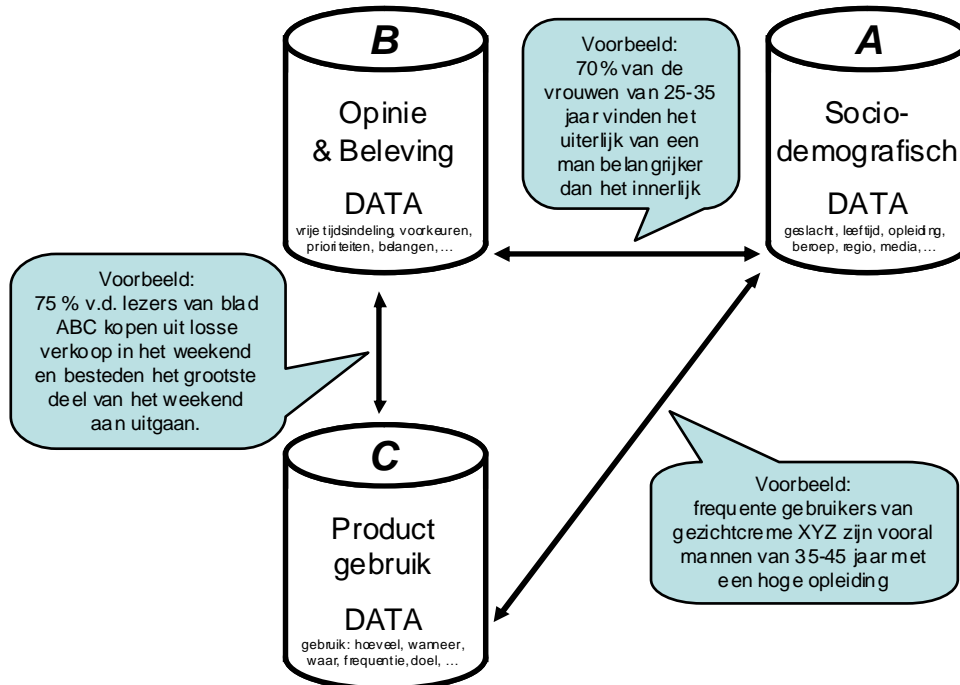 B
Opinie
& Beleving
DATA
vrije tijdsindeling, voorkeuren,
prioriteiten, belangen, ...
Voorbeeld:
70% van de
vrouwen van 25-35
jaar vinden het
uiterlijk van een
man belangrijker
dan het innerlijk
A
Socio-
demografisch
DATA
geslacht, leeftijd, opleiding,
beroep, regio, media, ...
Voorbeeld:
75 % v.d. lezers van blad
ABC kopen uit losse
verkoop in het weekend
en besteden het grootste
deel van het weekend
aan uitgaan.
C
Product
gebruik
DATA
gebruik: hoeveel, wanneer,
waar, frequentie, doel, ...
Voorbeeld:
frequente gebruikers van
gezichtcreme XYZ zijn vooral
mannen van 35-45 jaar met
een hoge opleiding